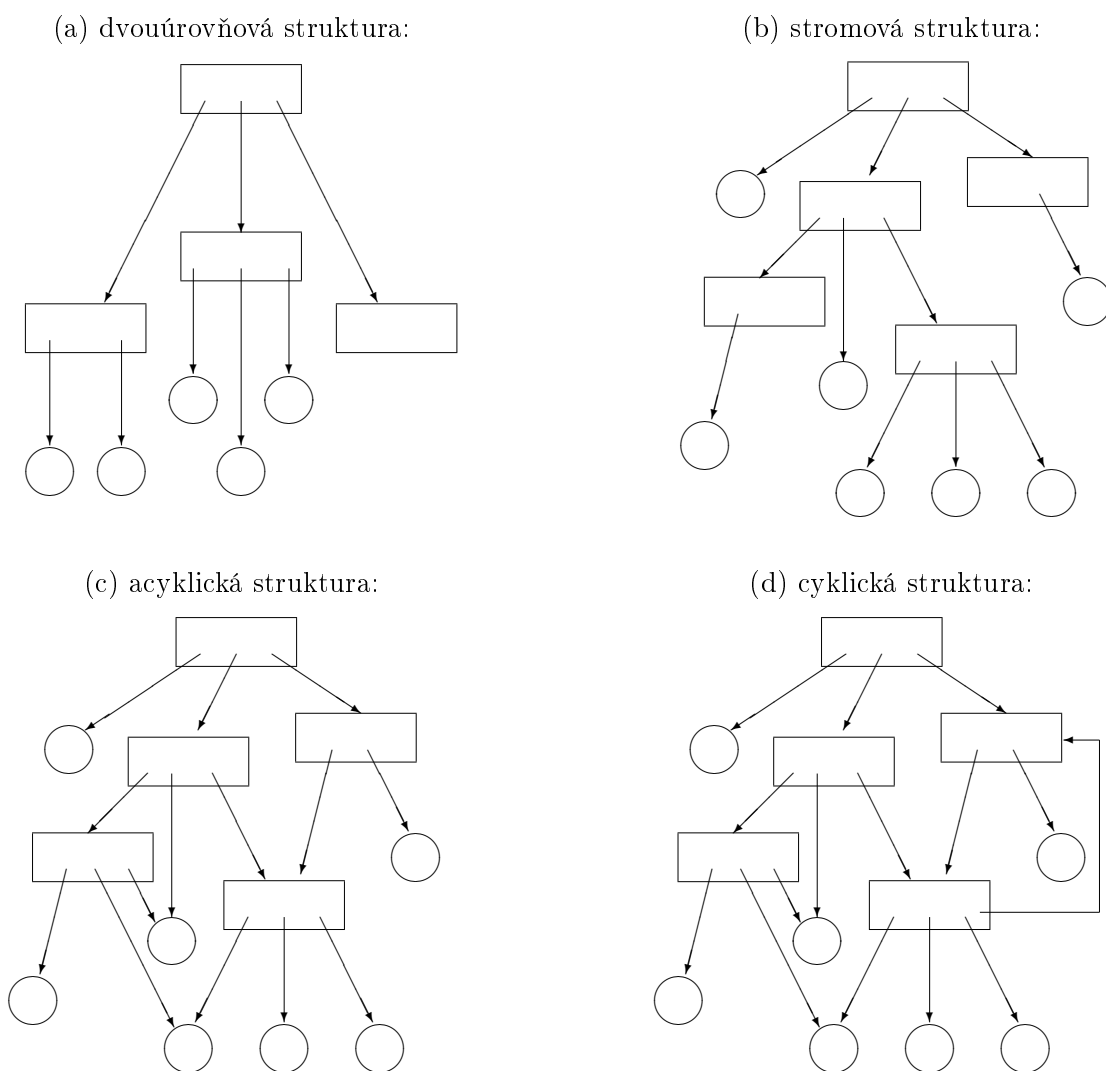 (a) dvouúrovňová struktura:
(b) stromová struktura:
(c) acyklická struktura:
(d) cyklická struktura: